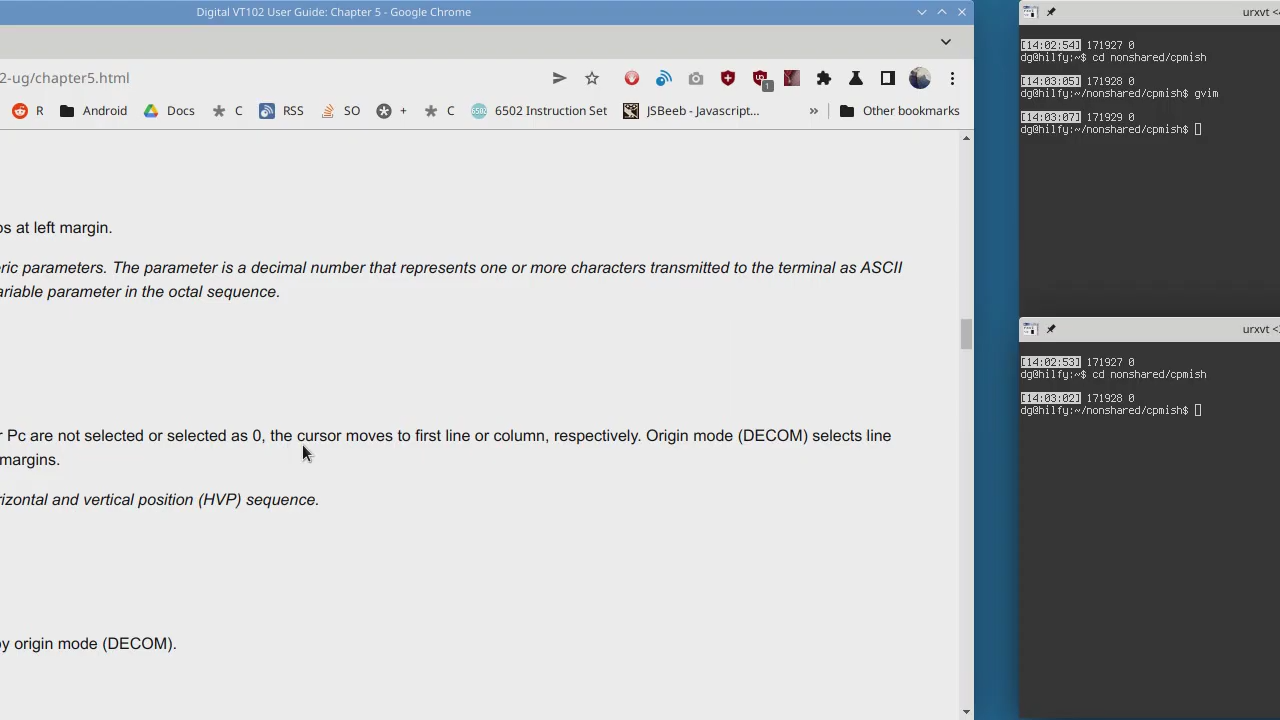 Digital VT102 User Guide: Chapter 5 - Google Chrome
2-ug/chapter5.html
1
R Android Docs C RSS SO + C 6502 Instruction Set JSBeeb - Javascript... » Other bookmarks
os at left margin.
eric parameters. The parameter is a decimal number that represents one or more characters transmitted to the terminal as ASCII
ariable parameter in the octal sequence.
r Pc are not selected or selected as 0, the cursor moves to first line or column, respectively. Origin mode (DECOM) selects line
margins.
rizontal and vertical position (HVP) sequence.
by origin mode (DECOM).
urxvt <
[14:02:54] 171927 0
dg@hilfy:~$ cd nonshared/cpmish
[14:03:05] 171928 0
dg@hilfy:~/nonshared/cpmish$ gvim
[14:03:07] 171929 0
dg@hilfy:~/nonshared/cpmish$
urxvt <
[14:02:53] 171927 0
dg@hilfy:~$ cd nonshared/cpmish
[14:03:02] 171928 0
dg@hilfy:~/nonshared/cpmish$